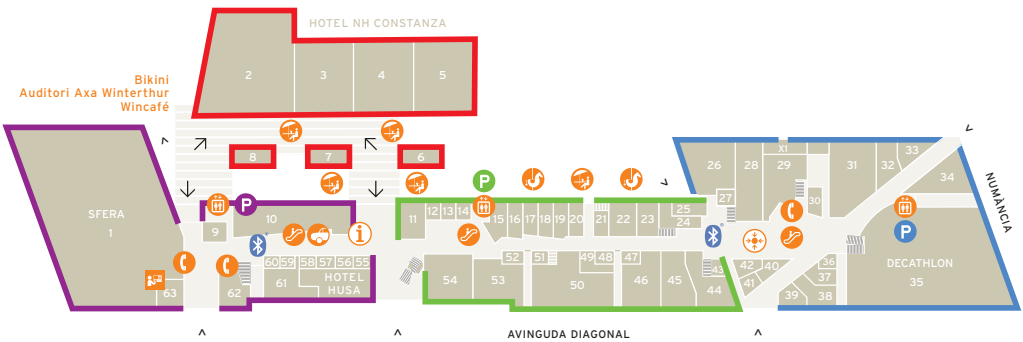 HOTEL NH CONSTANZA
2
3
4
5
Bikini
Auditori Axa Winterthur
Wincafé
8
7
6
SFERA
1
P
10
9
i
60 59 58 57 56 55
HOTEL
HUSA
61
62
63
P
11
12 13 14
15 16 17 18 19 20
21 22 23
25
24
52 51 49 48 47
54 53 50 46 45 44
43
26
28
X1
29
31
32
33
34
27
30
42 40
41
39
38
37
36
P
DECATHLON
35
NUMÀNCIA
AVINGUDA DIAGONAL